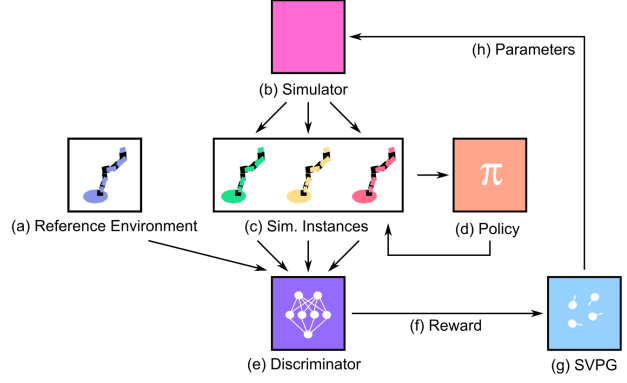 (h) Parameters
(b) Simulator
π
(a) Reference Environment
(c) Sim. Instances
(d) Policy
(f) Reward
(e) Discriminator
(g) SVPG